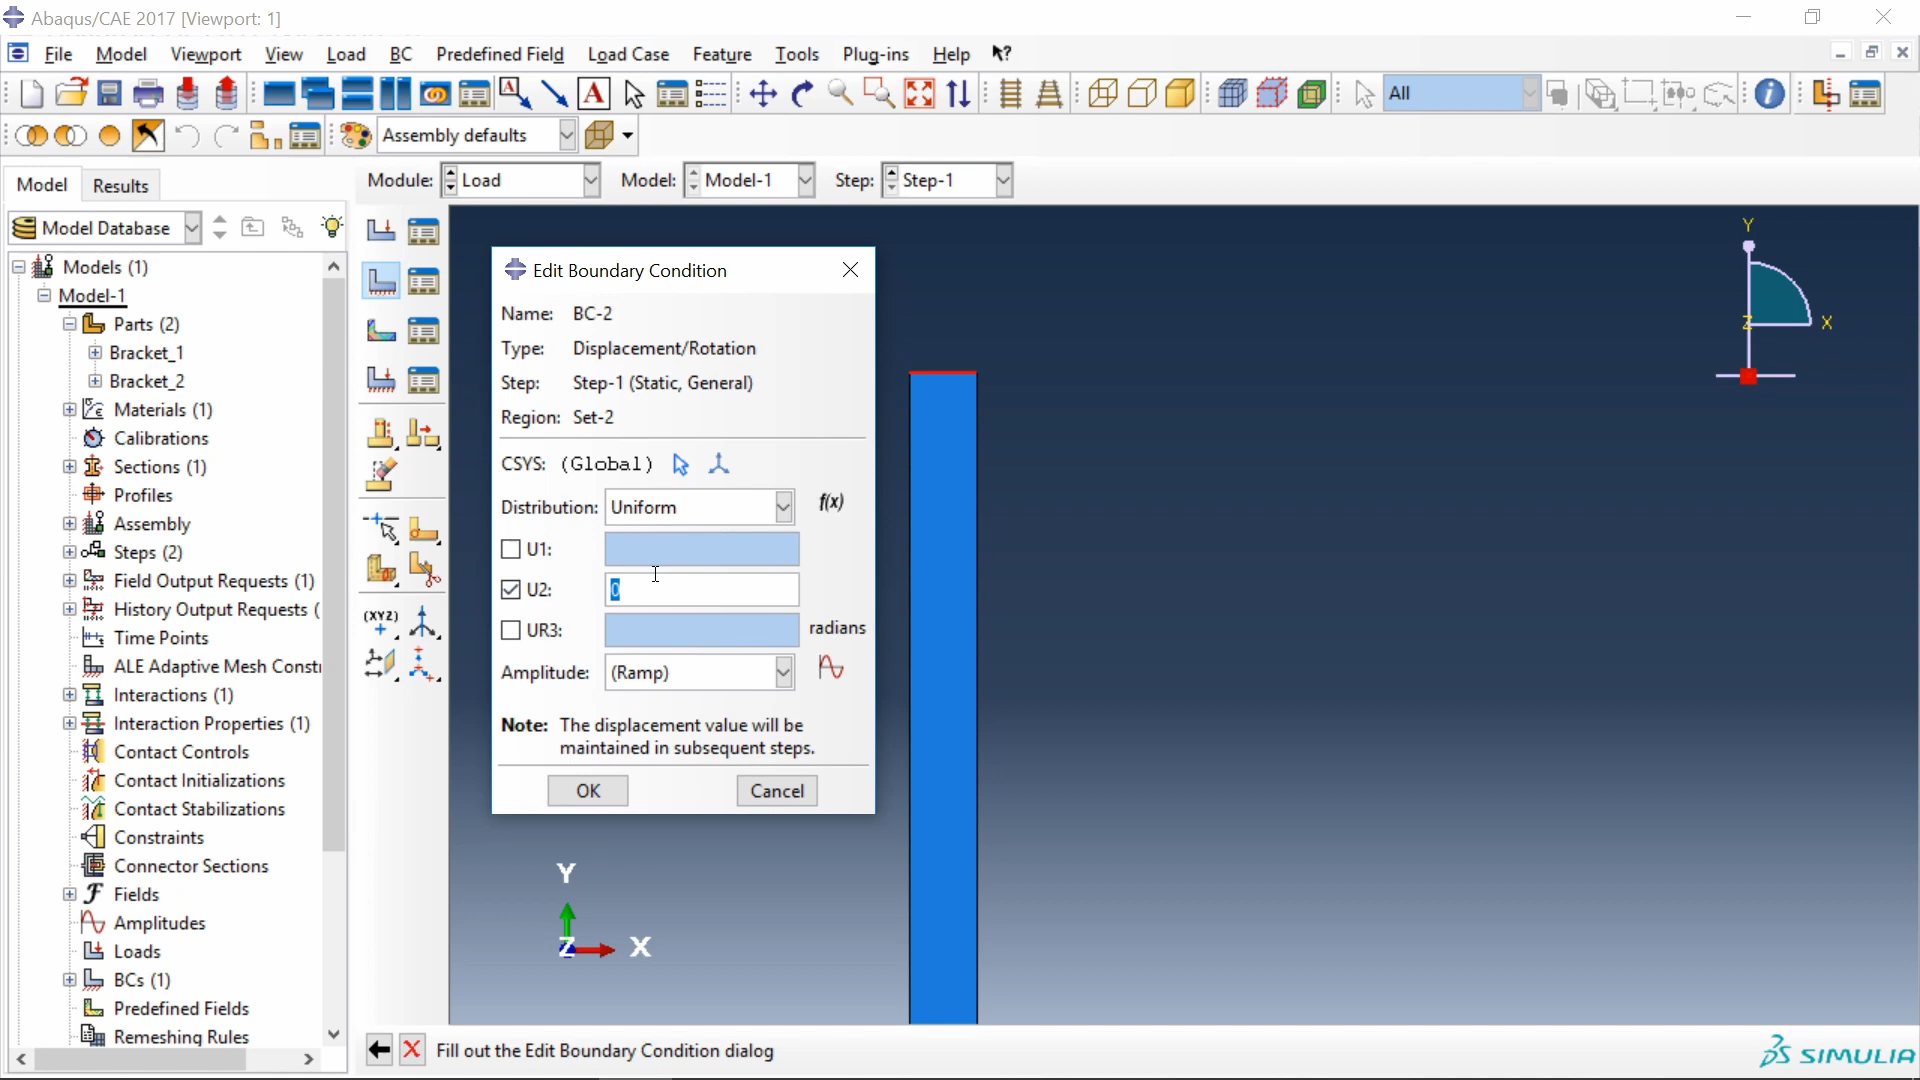 Abaqus/CAE 2017 [Viewport: 1]
File Model Viewport View Load BC Predefined Field Load Case Feature Tools Plug-ins Help
All
Assembly defaults
Model Results
Module: Load Model: Model-1 Step: Step-1
Model Database
Models (1)
Model-1
Parts (2)
Bracket_1
Bracket_2
Materials (1)
Calibrations
Sections (1)
Profiles
Assembly
Steps (2)
Field Output Requests (1)
History Output Requests (
Time Points
ALE Adaptive Mesh Constr
Interactions (1)
Interaction Properties (1)
Contact Controls
Contact Initializations
Contact Stabilizations
Constraints
Connector Sections
Fields
Amplitudes
Loads
BCs (1)
Predefined Fields
Remeshing Rules
(XYZ)
Edit Boundary Condition
Name: BC-2
Type: Displacement/Rotation
Step: Step-1 (Static, General)
Region: Set-2
CSYS: (Global)
Distribution: Uniform f(x)
U1:
U2: 0
UR3: radians
Amplitude: (Ramp)
Note: The displacement value will be
maintained in subsequent steps.
OK Cancel
Y
Z X
Y
Z X
Fill out the Edit Boundary Condition dialog
SIMULIA